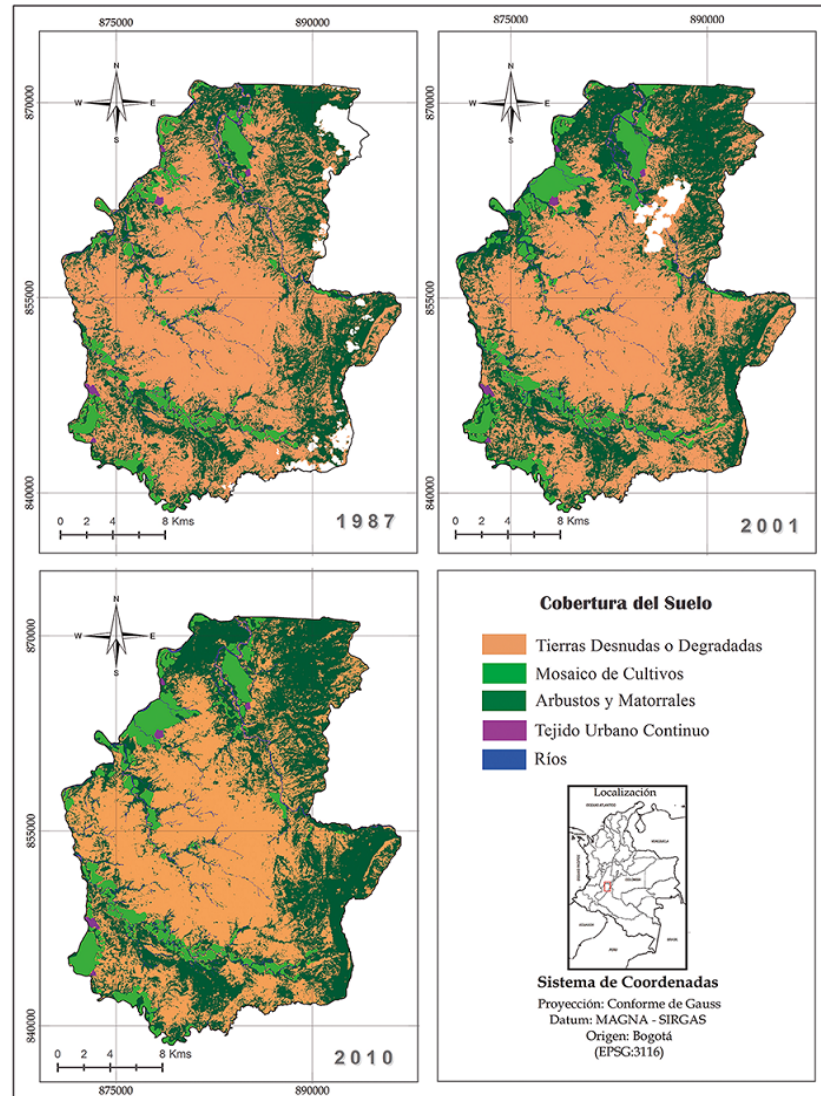 875000 890000 875000 890000
N N
W E W E
S S
870000 870000
855000 855000
840000 840000
0 2 4 8 Kms 1987
0 2 4 8 Kms 2001
N
W E
S
870000
855000
840000
0 2 4 8 Kms 2010
875000 890000
Cobertura del Suelo
Tierras Desnudas o Degradadas
Mosaico de Cultivos
Arbustos y Matorrales
Tejido Urbano Continuo
Ríos
Localización
Sistema de Coordenadas
Proyección: Conforme de Gauss
Datum: MAGNA - SIRGAS
Origen: Bogotá
(EPSG:3116)